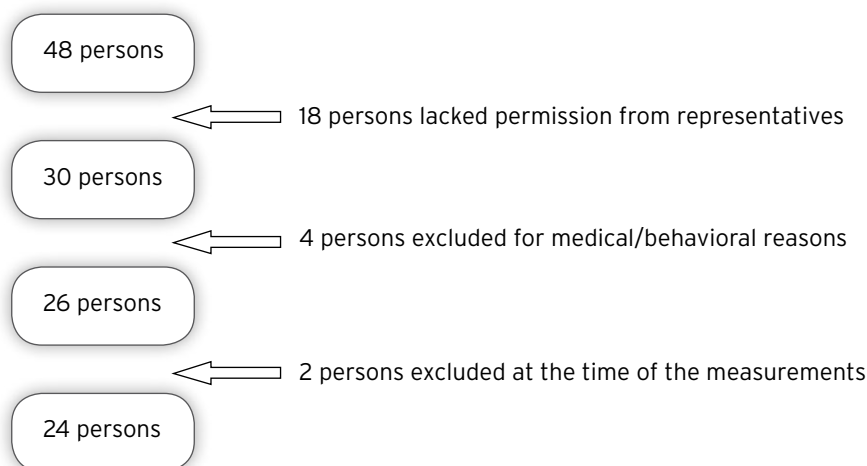 48 persons
18 persons lacked permission from representatives
30 persons
4 persons excluded for medical/behavioral reasons
26 persons
2 persons excluded at the time of the measurements
24 persons